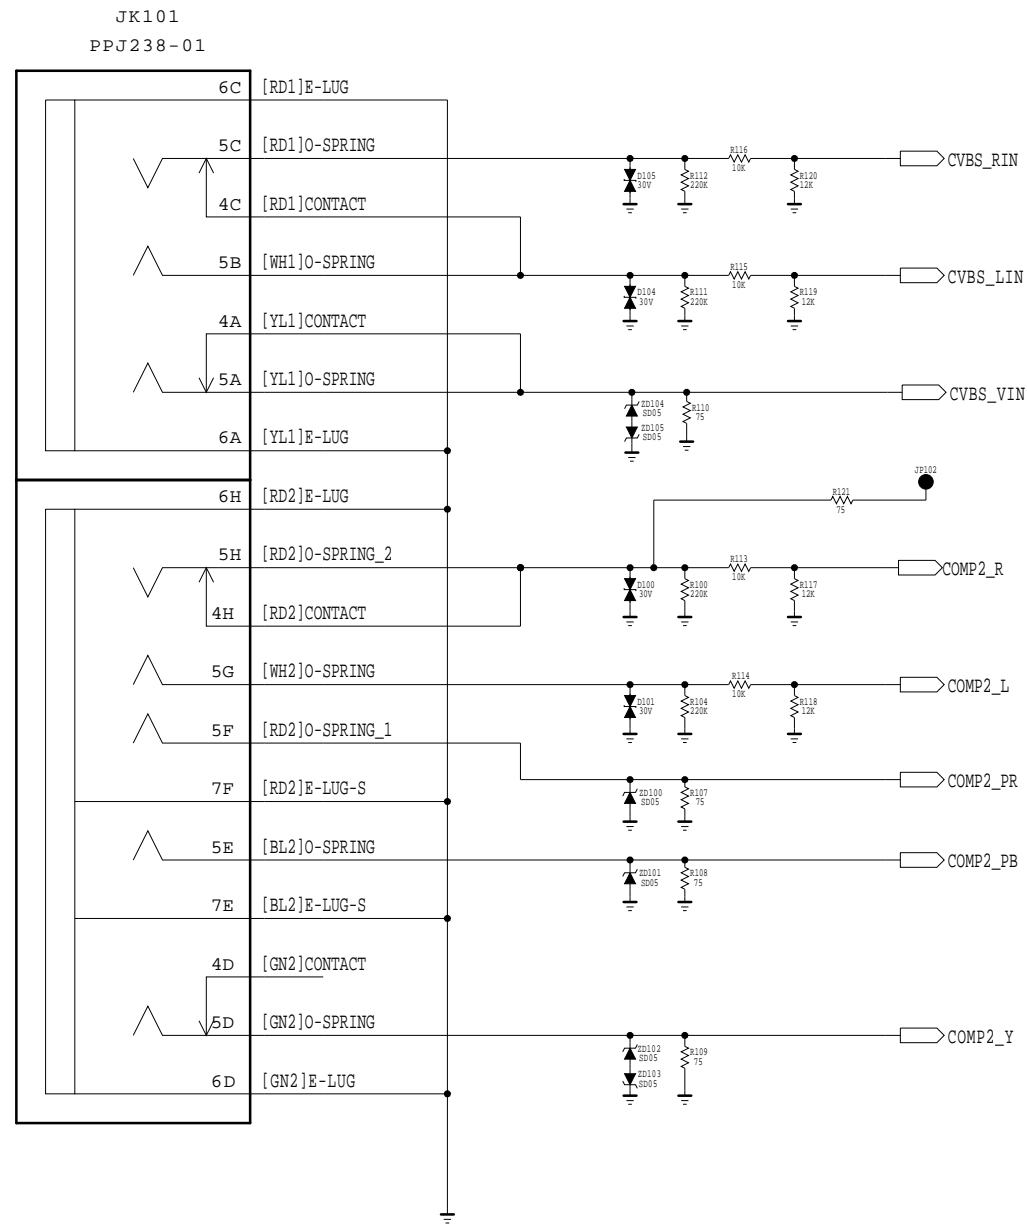 JK101
PPJ238-01
6C [RD1]E-LUG
5C [RD1]O-SPRING
R116
10K
D105
30V
R112
220K
R120
12K
CVBS_RIN
4C [RD1]CONTACT
5B [WH1]O-SPRING
R115
10K
D104
30V
R111
220K
R119
12K
CVBS_LIN
4A [YL1]CONTACT
5A [YL1]O-SPRING
ZD104
SD05
ZD105
SD05
R110
75
CVBS_VIN
6A [YL1]E-LUG
JP102
R121
75
6H [RD2]E-LUG
5H [RD2]O-SPRING_2
R113
10K
D100
30V
R100
220K
R117
12K
COMP2_R
4H [RD2]CONTACT
5G [WH2]O-SPRING
R114
10K
D101
30V
R104
220K
R118
12K
COMP2_L
5F [RD2]O-SPRING_1
ZD100
SD05
R107
75
COMP2_PR
7F [RD2]E-LUG-S
5E [BL2]O-SPRING
ZD101
SD05
R108
75
COMP2_PB
7E [BL2]E-LUG-S
4D [GN2]CONTACT
5D [GN2]O-SPRING
ZD102
SD05
ZD103
SD05
R109
75
COMP2_Y
6D [GN2]E-LUG